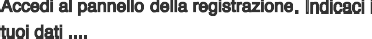 Accedi al pannello della registrazione. Indicaci i
tuoi dati ....